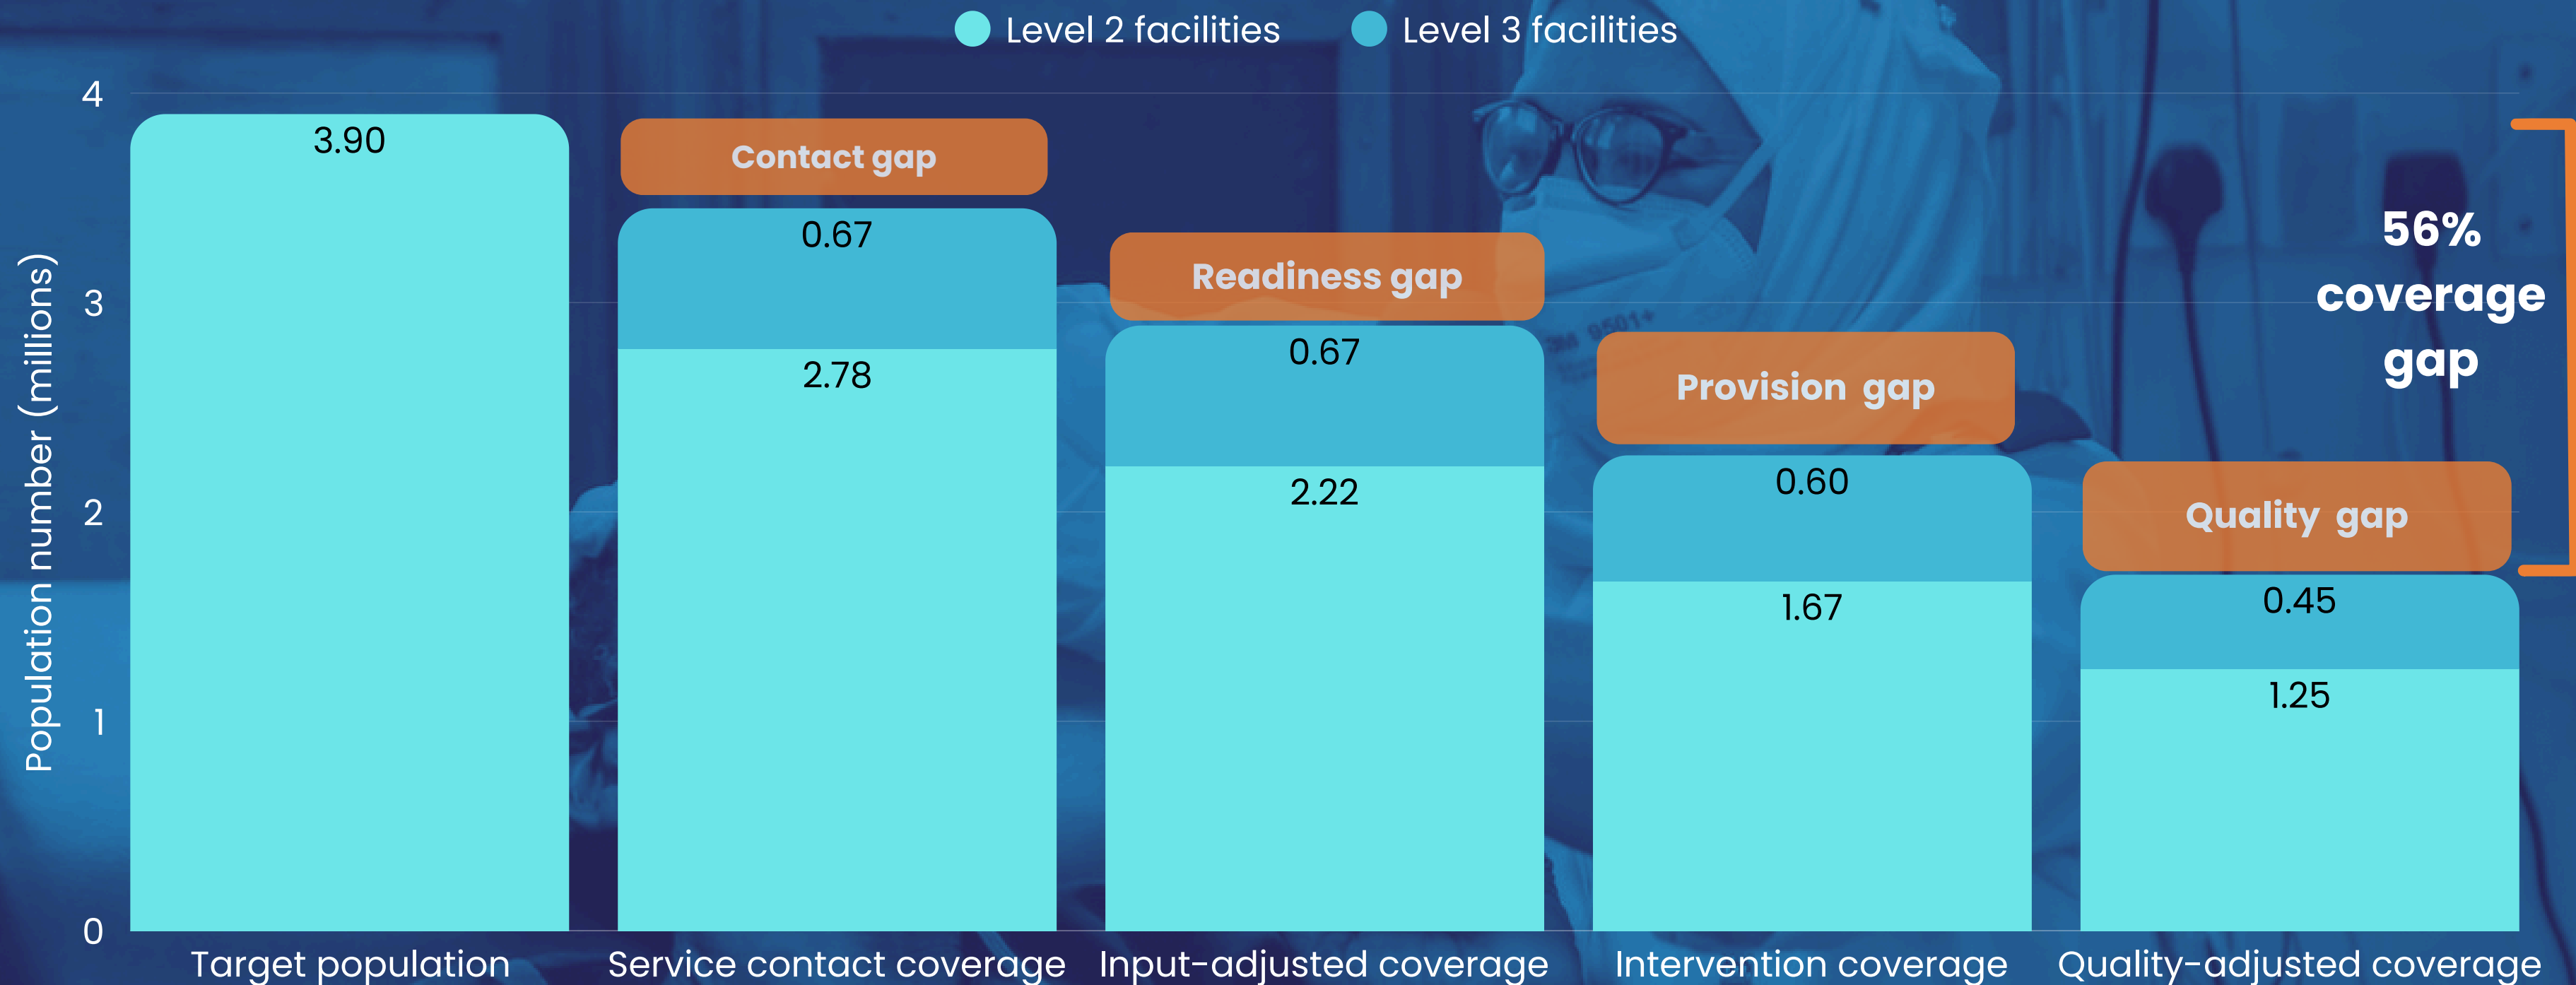 Level 2 facilities
Level 3 facilities
Population number (millions)
4
3
2
1
0
3.90
Contact gap
0.67
2.78
Readiness gap
0.67
2.22
Provision gap
0.60
1.67
Quality gap
0.45
1.25
56%
coverage
gap
3M 9501+
Target population
Service contact coverage
Input-adjusted coverage
Intervention coverage
Quality-adjusted coverage